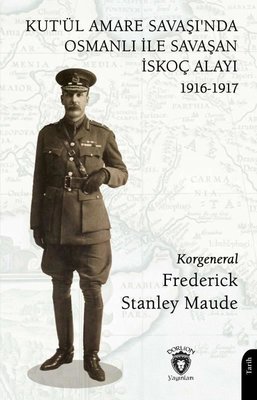 KUT'ÜL AMARE SAVAŞI'NDA
OSMANLI İLE SAVAŞAN
İSKOÇ ALAYI
1916-1917
Korgeneral
Frederick
Stanley Maude
DORLION
Yayınları
Tarih